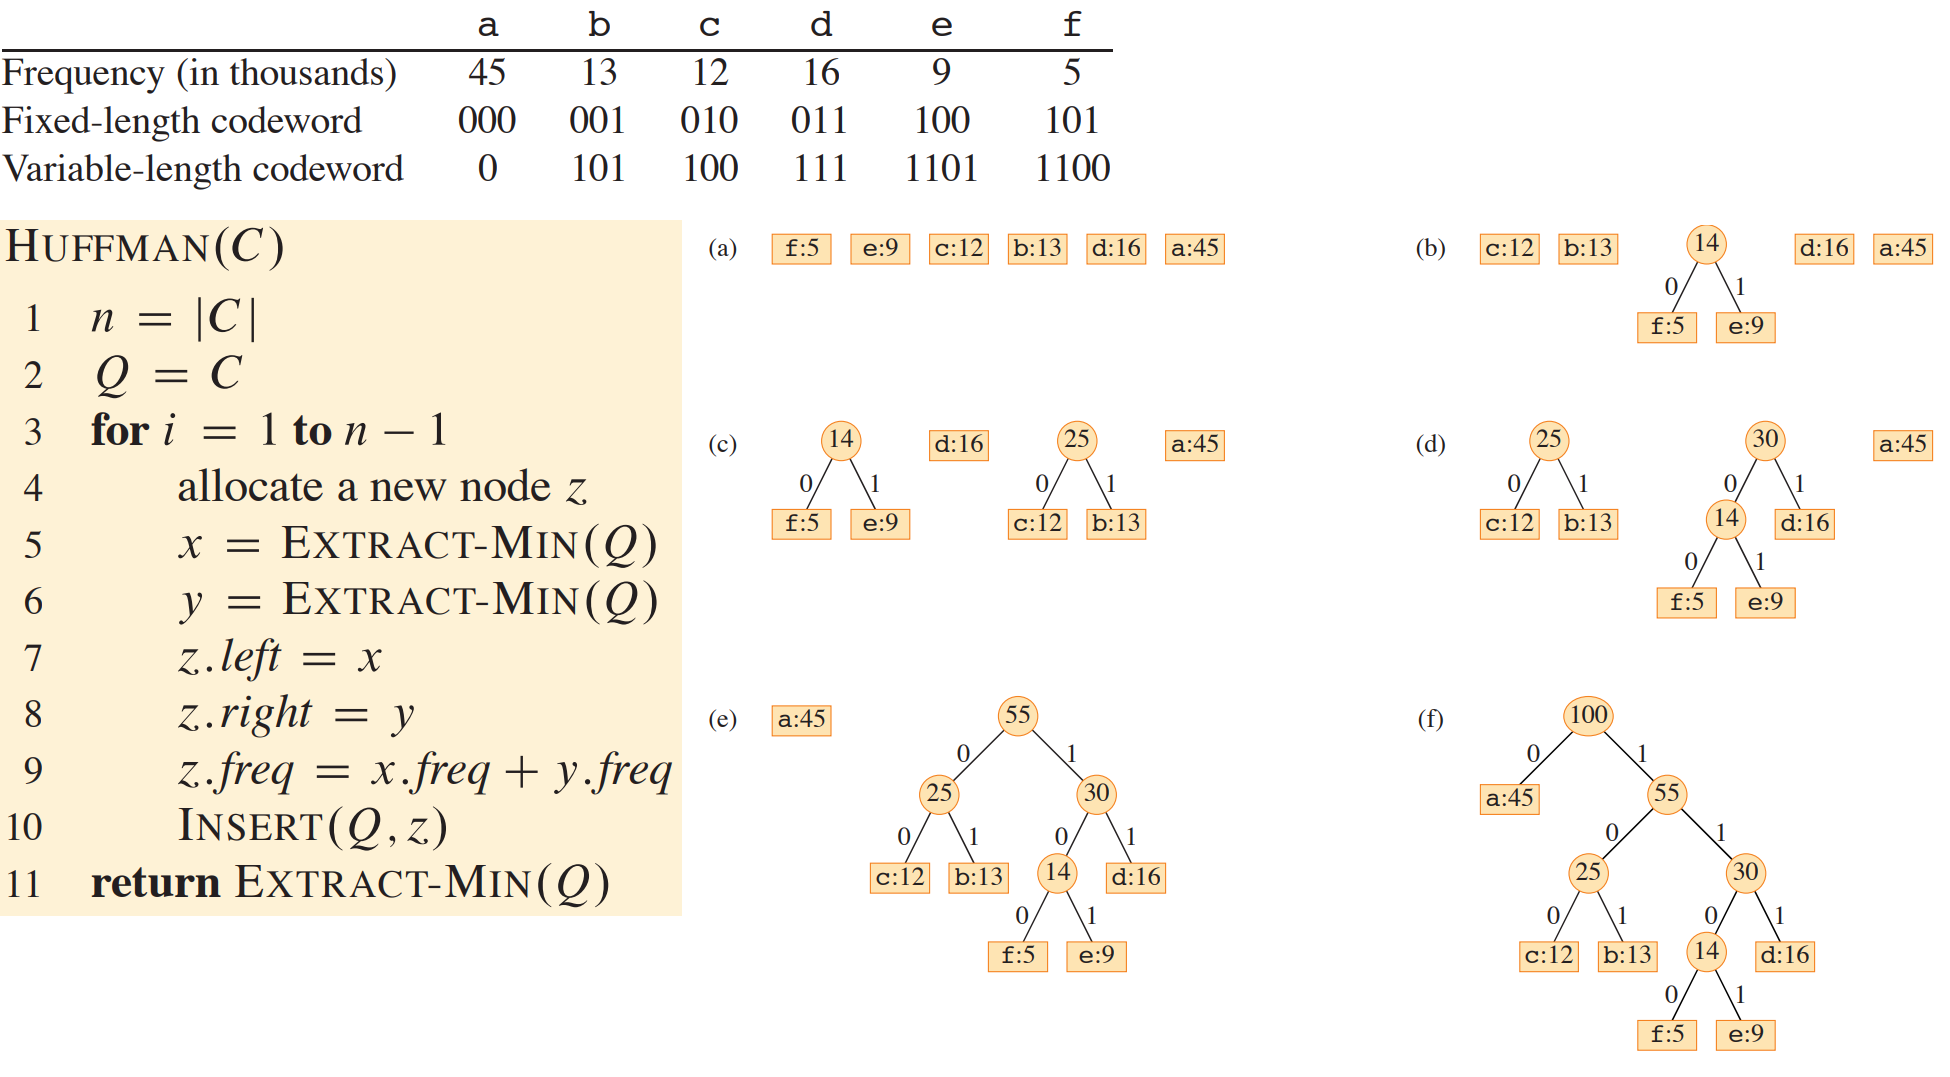 a b c d e f
Frequency (in thousands) 45 13 12 16 9 5
Fixed-length codeword 000 001 010 011 100 101
Variable-length codeword 0 101 100 111 1101 1100
HUFFMAN(C)
1 n = |C|
2 Q = C
3 for i = 1 to n − 1
4 allocate a new node z
5 x = EXTRACT-MIN(Q)
6 y = EXTRACT-MIN(Q)
7 z.left = x
8 z.right = y
9 z.freq = x.freq + y.freq
10 INSERT(Q, z)
11 return EXTRACT-MIN(Q)
(a) f:5 e:9 c:12 b:13 d:16 a:45
(b) c:12 b:13 14 d:16 a:45
0 1
f:5 e:9
(c) 14 d:16 25 a:45
0 1 0 1
f:5 e:9 c:12 b:13
(d) 25 30 a:45
0 1 0 1
c:12 b:13 14 d:16
0 1
f:5 e:9
(e) a:45 55
0 1
25 30
0 1 0 1
c:12 b:13 14 d:16
0 1
f:5 e:9
(f) 100
0 1
a:45 55
0 1
25 30
0 1 0 1
c:12 b:13 14 d:16
0 1
f:5 e:9